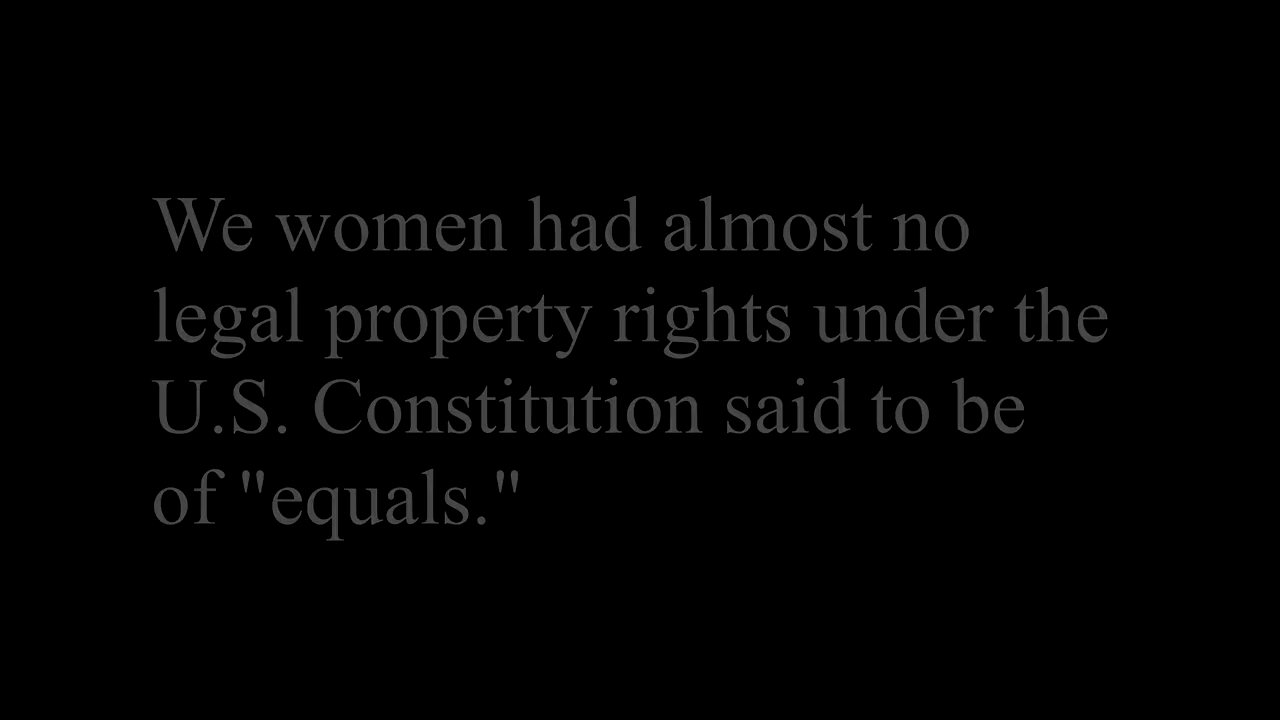 We women had almost no
legal property rights under the
U.S. Constitution said to be
of "equals."